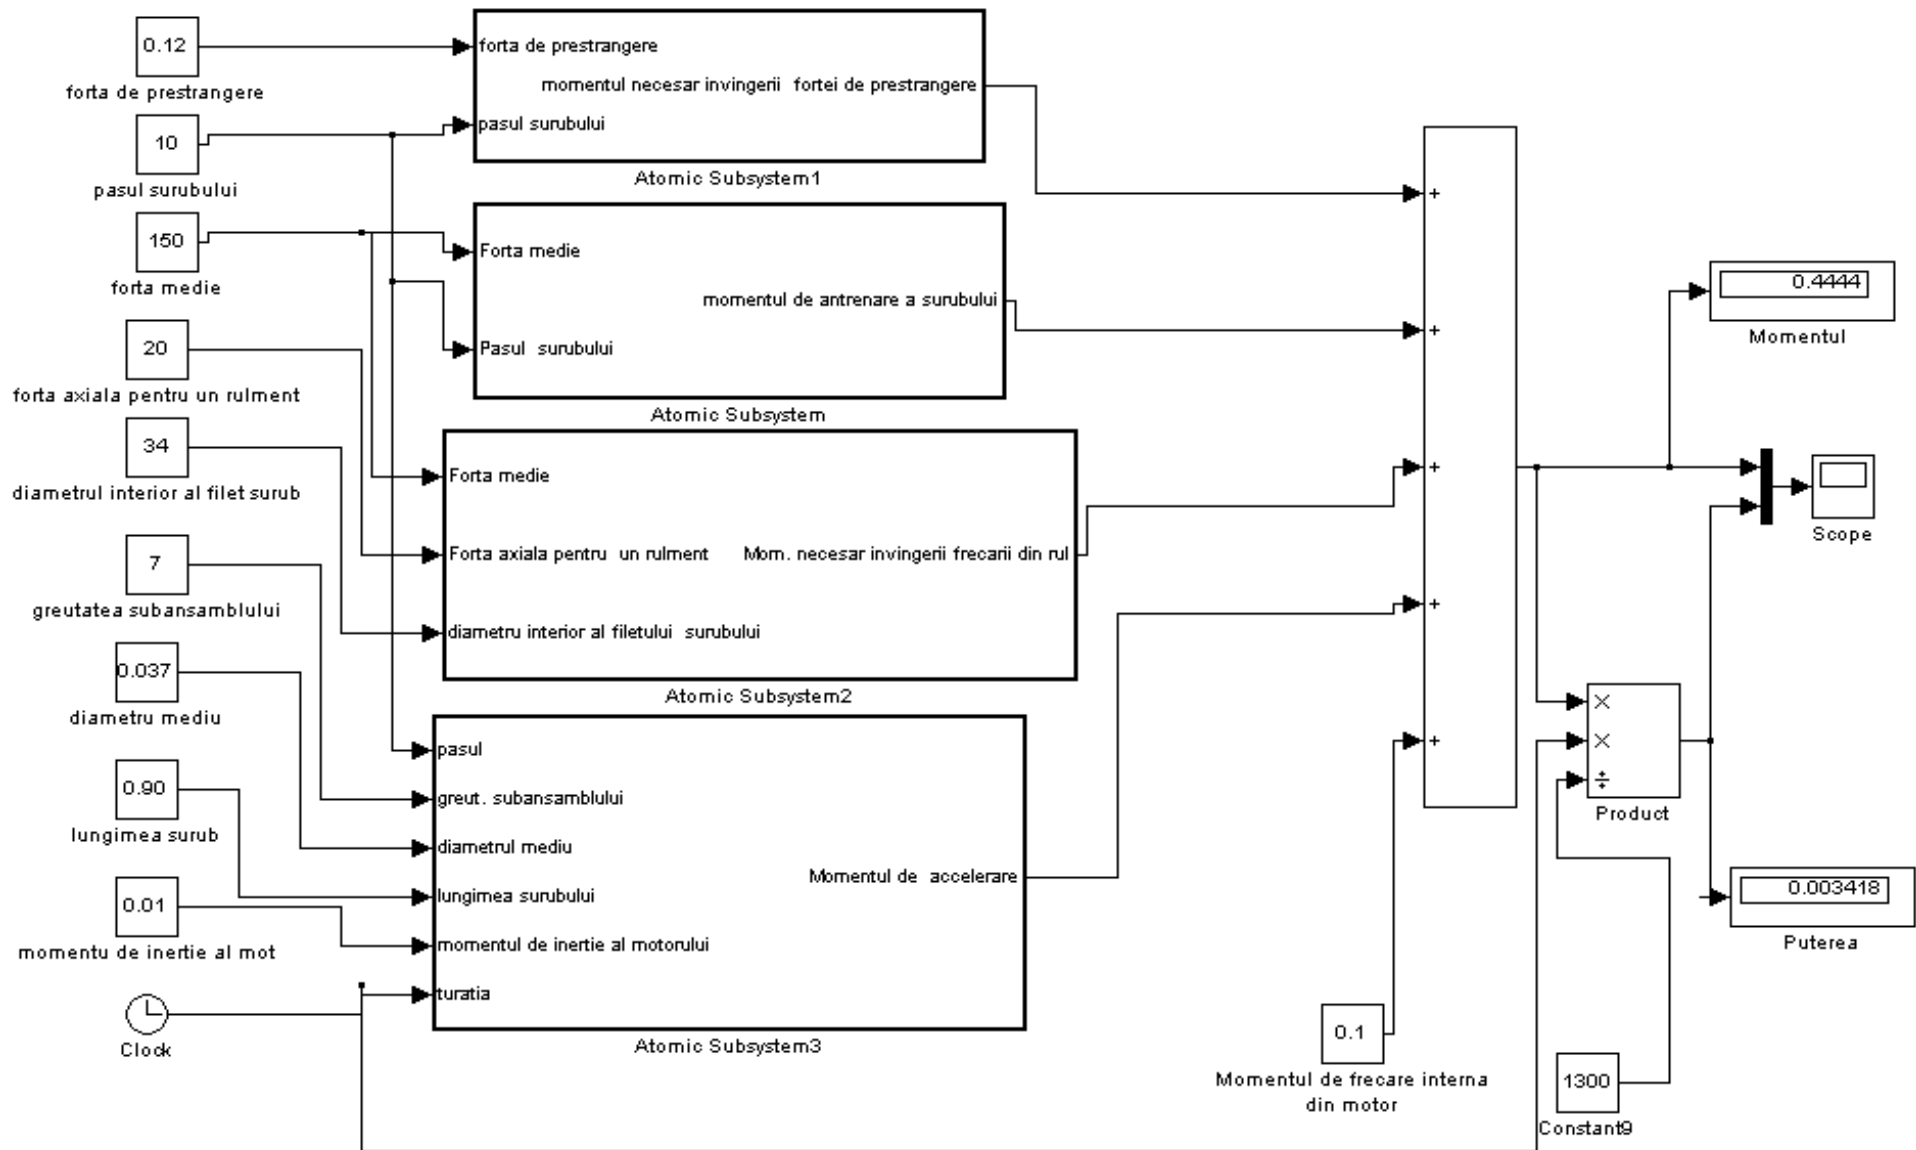 0.12
forta de prestrangere
10
pasul surubului
150
forta medie
20
forta axiala pentru un rulment
34
diametrul interior al filet surub
7
greutatea subansamblului
0.037
diametru mediu
0.90
lungimea surub
0.01
momentu de inertie al mot
Clock
forta de prestrangere
momentul necesar invingerii fortei de prestrangere
pasul surubului
Atomic Subsystem1
Forta medie
momentul de antrenare a surubului
Pasul surubului
Atomic Subsystem
Forta medie
Forta axiala pentru un rulment
Mom. necesar invingerii frecarii din rul
diametru interior al filetului surubului
Atomic Subsystem2
pasul
greut. subansamblului
diametrul mediu
Momentul de accelerare
lungimea surubului
momentul de inertie al motorului
turatia
Atomic Subsystem3
+
+
+
+
+
0.1
Momentul de frecare interna
din motor
1300
Constant9
×
×
÷
Product
0.4444
Momentul
Scope
0.003418
Puterea